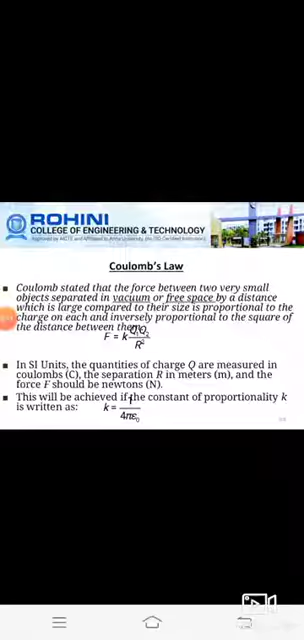 ROHINI
COLLEGE OF ENGINEERING & TECHNOLOGY
Coulomb's Law
▪ Coulomb stated that the force between two very small
objects separated in vacuum or free space by a distance
which is large compared to their size is proportional to the
charge on each and inversely proportional to the square of
the distance between them
F = k Q₁Q₂ / R²
▪ In SI Units, the quantities of charge Q are measured in
coulombs (C), the separation R in meters (m), and the
force F should be newtons (N).
▪ This will be achieved if the constant of proportionality k
is written as:
k = 1 / 4πε₀